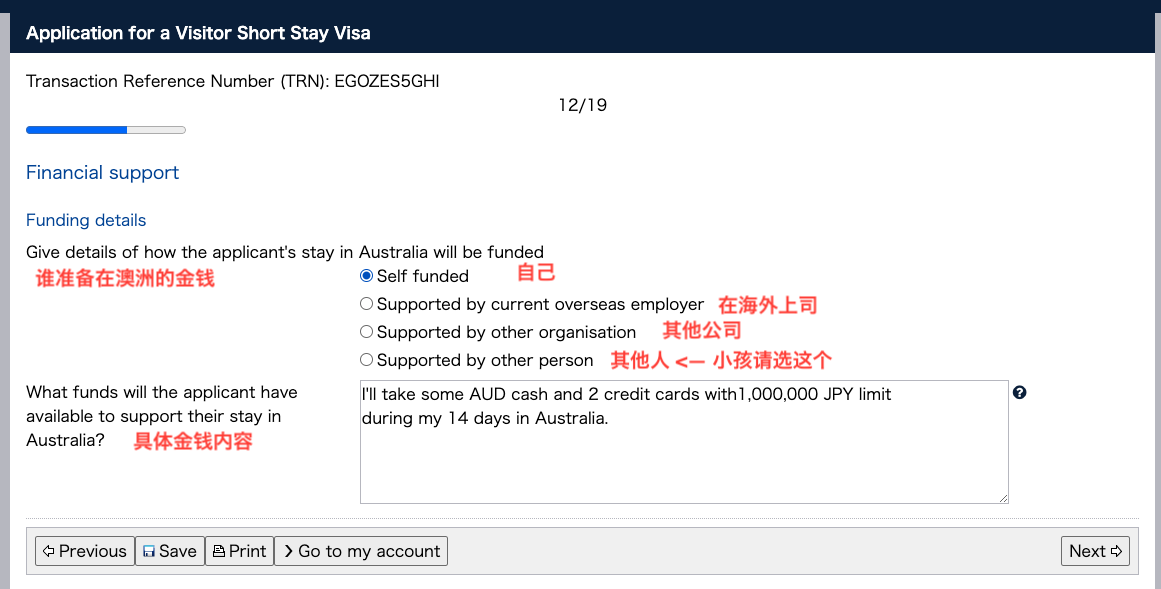 Application for a Visitor Short Stay Visa
Transaction Reference Number (TRN): EGOZES5GHI
12/19
Financial support
Funding details
Give details of how the applicant's stay in Australia will be funded
谁准备在澳洲的金钱
Self funded 自己
Supported by current overseas employer 在海外上司
Supported by other organisation 其他公司
Supported by other person 其他人 <— 小孩请选这个
What funds will the applicant have
available to support their stay in
Australia? 具体金钱内容
I'll take some AUD cash and 2 credit cards with1,000,000 JPY limit
during my 14 days in Australia.
Previous Save Print Go to my account Next